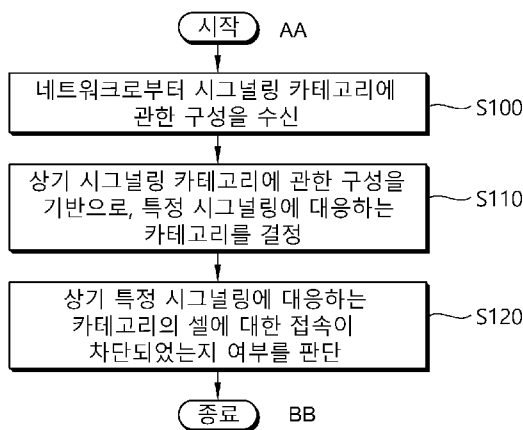 시작 AA
네트워크로부터 시그널링 카테고리에
관한 구성을 수신
S100
상기 시그널링 카테고리에 관한 구성을
기반으로, 특정 시그널링에 대응하는
카테고리를 결정
S110
상기 특정 시그널링에 대응하는
카테고리의 셀에 대한 접속이
차단되었는지 여부를 판단
S120
종료 BB